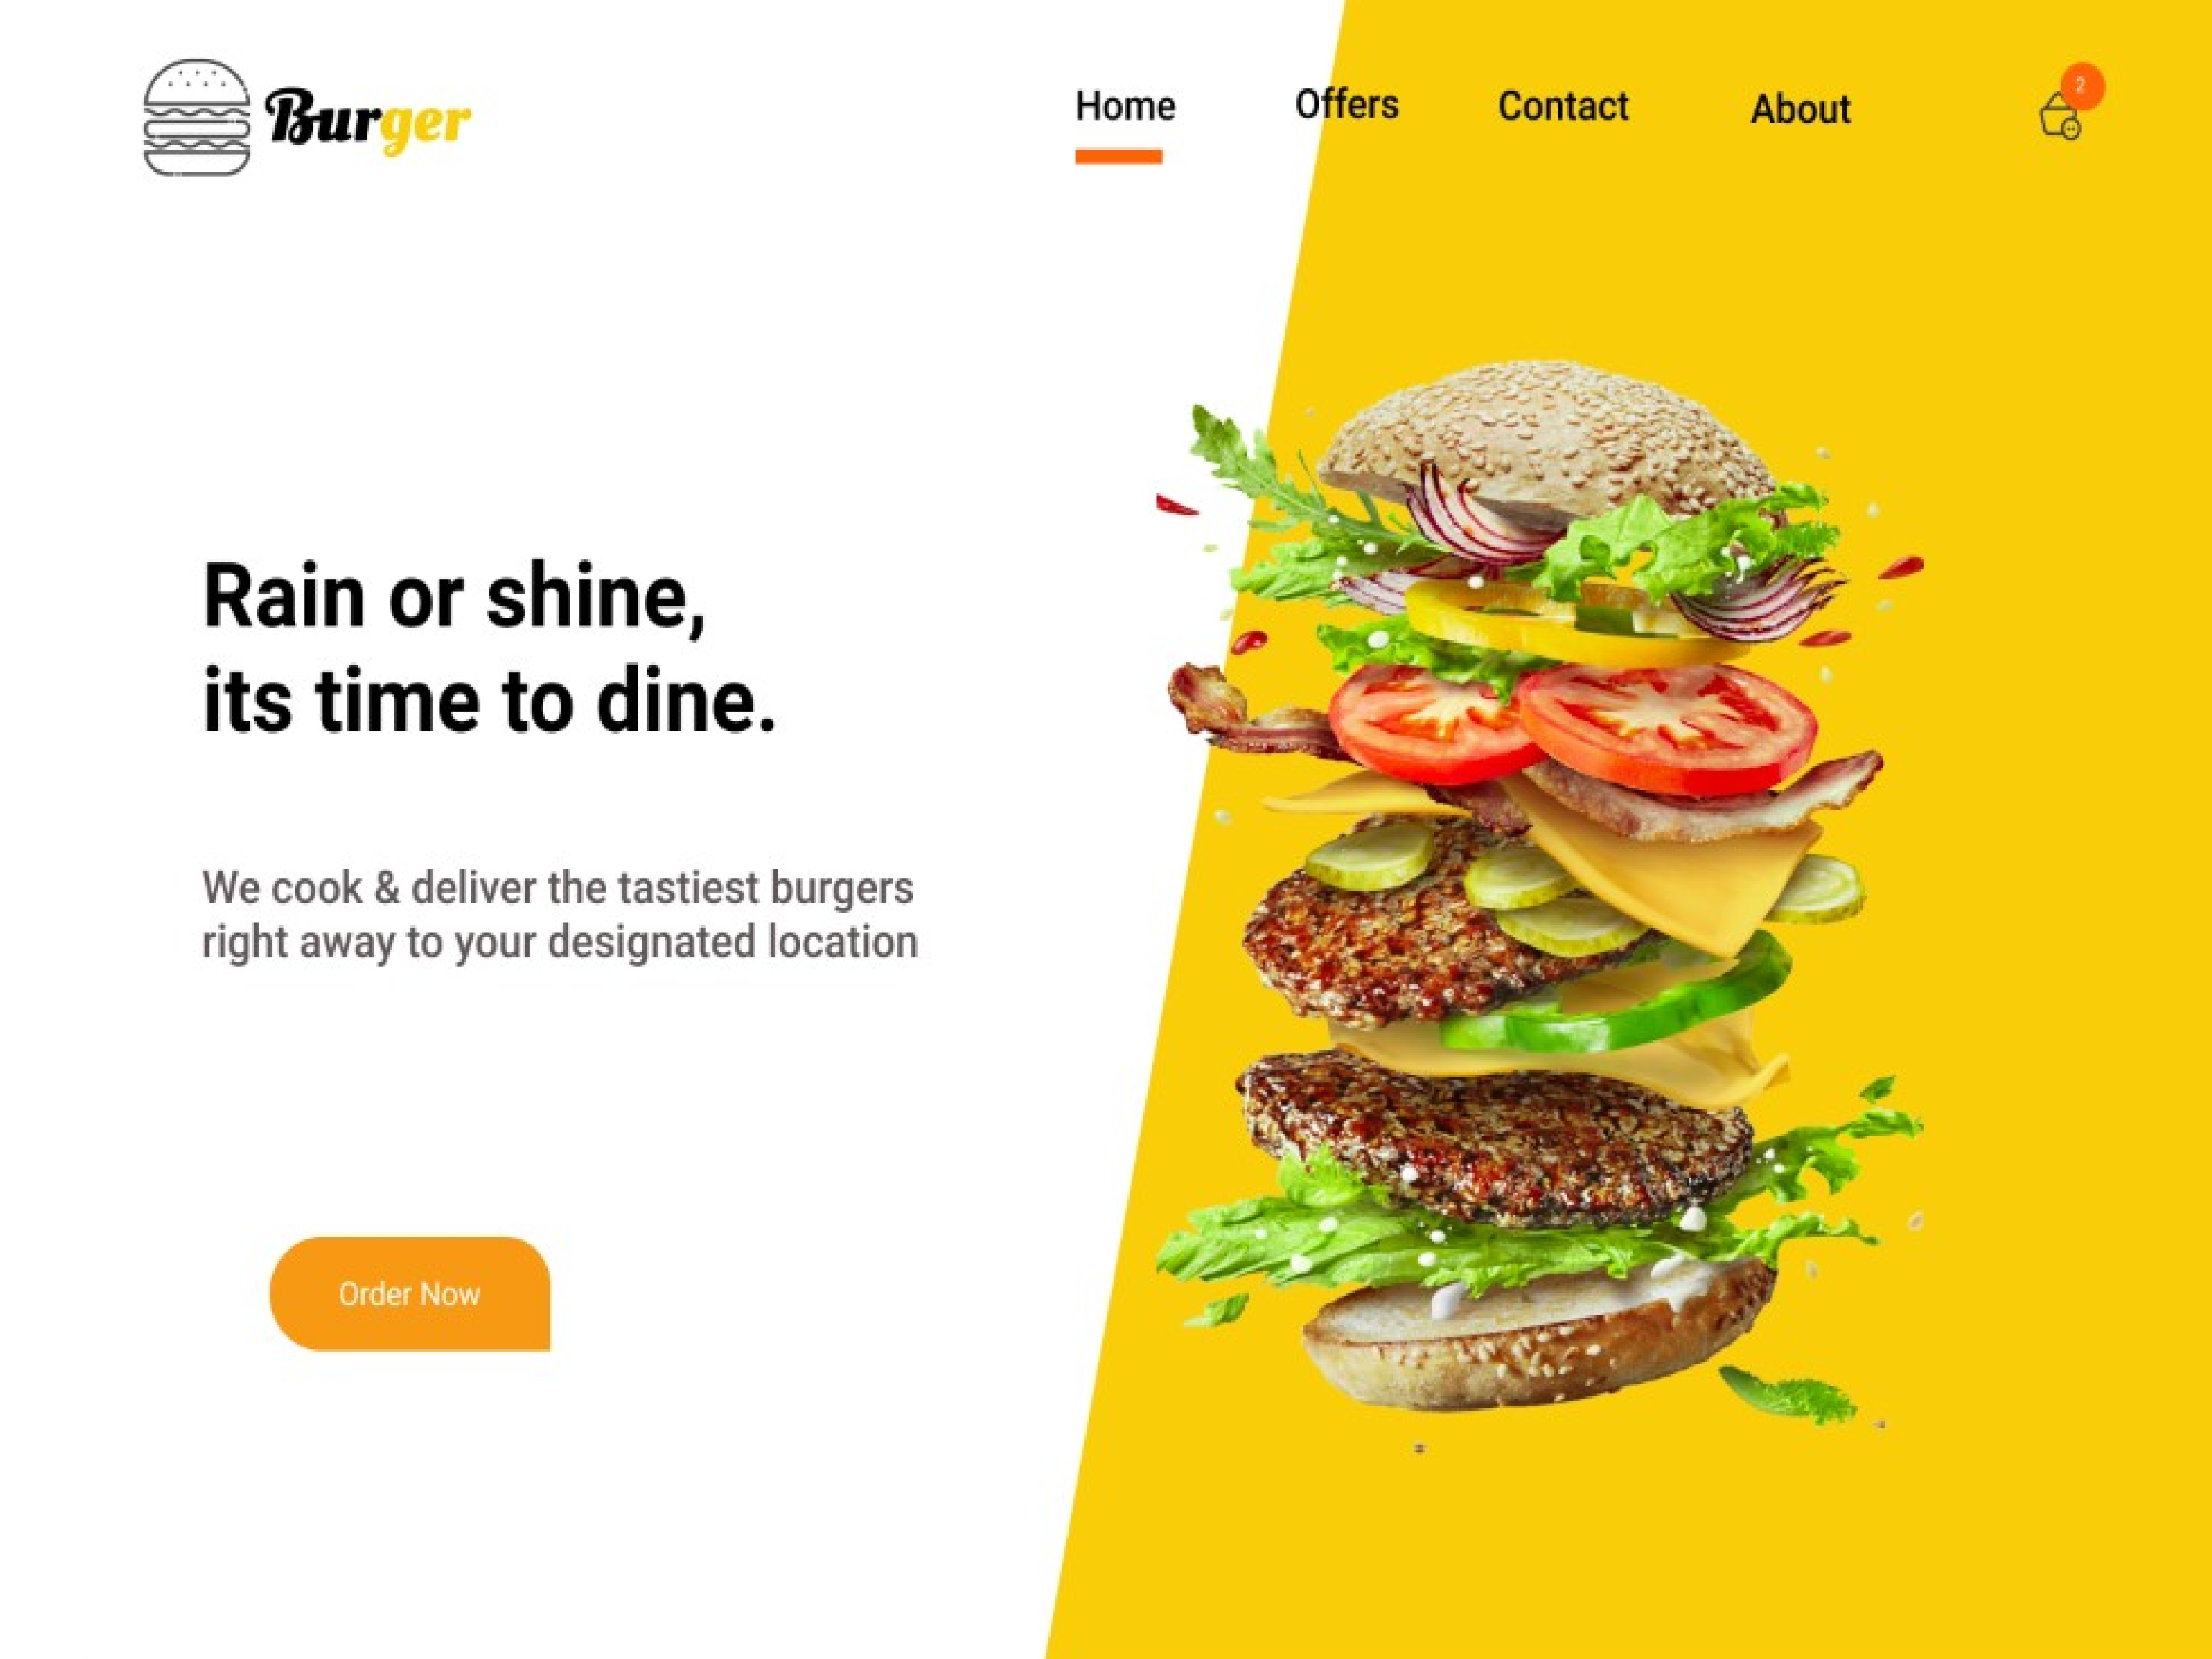 Burger
Home Offers Contact About
2
Rain or shine,
its time to dine.
We cook & deliver the tastiest burgers
right away to your designated location
Order Now